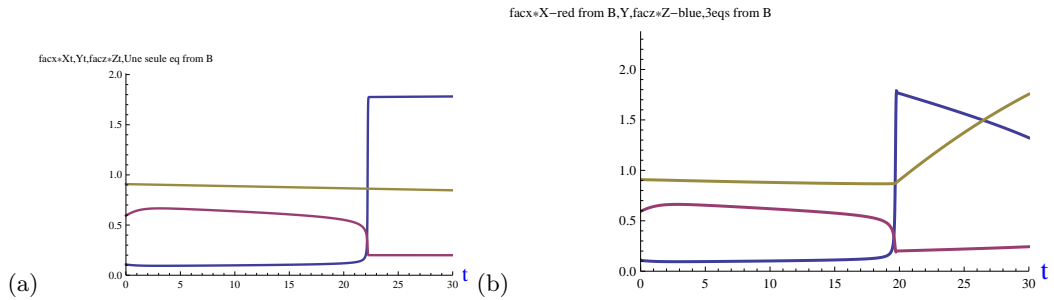 facx*Xt,Yt,facz*Zt,Une seule eq from B
2.0
1.5
1.0
0.5
0.0
0 5 10 15 20 25 30
t
(a)
facx*X−red from B,Y,facz*Z−blue,3eqs from B
2.0
1.5
1.0
0.5
0.0
0 5 10 15 20 25 30
t
(b)